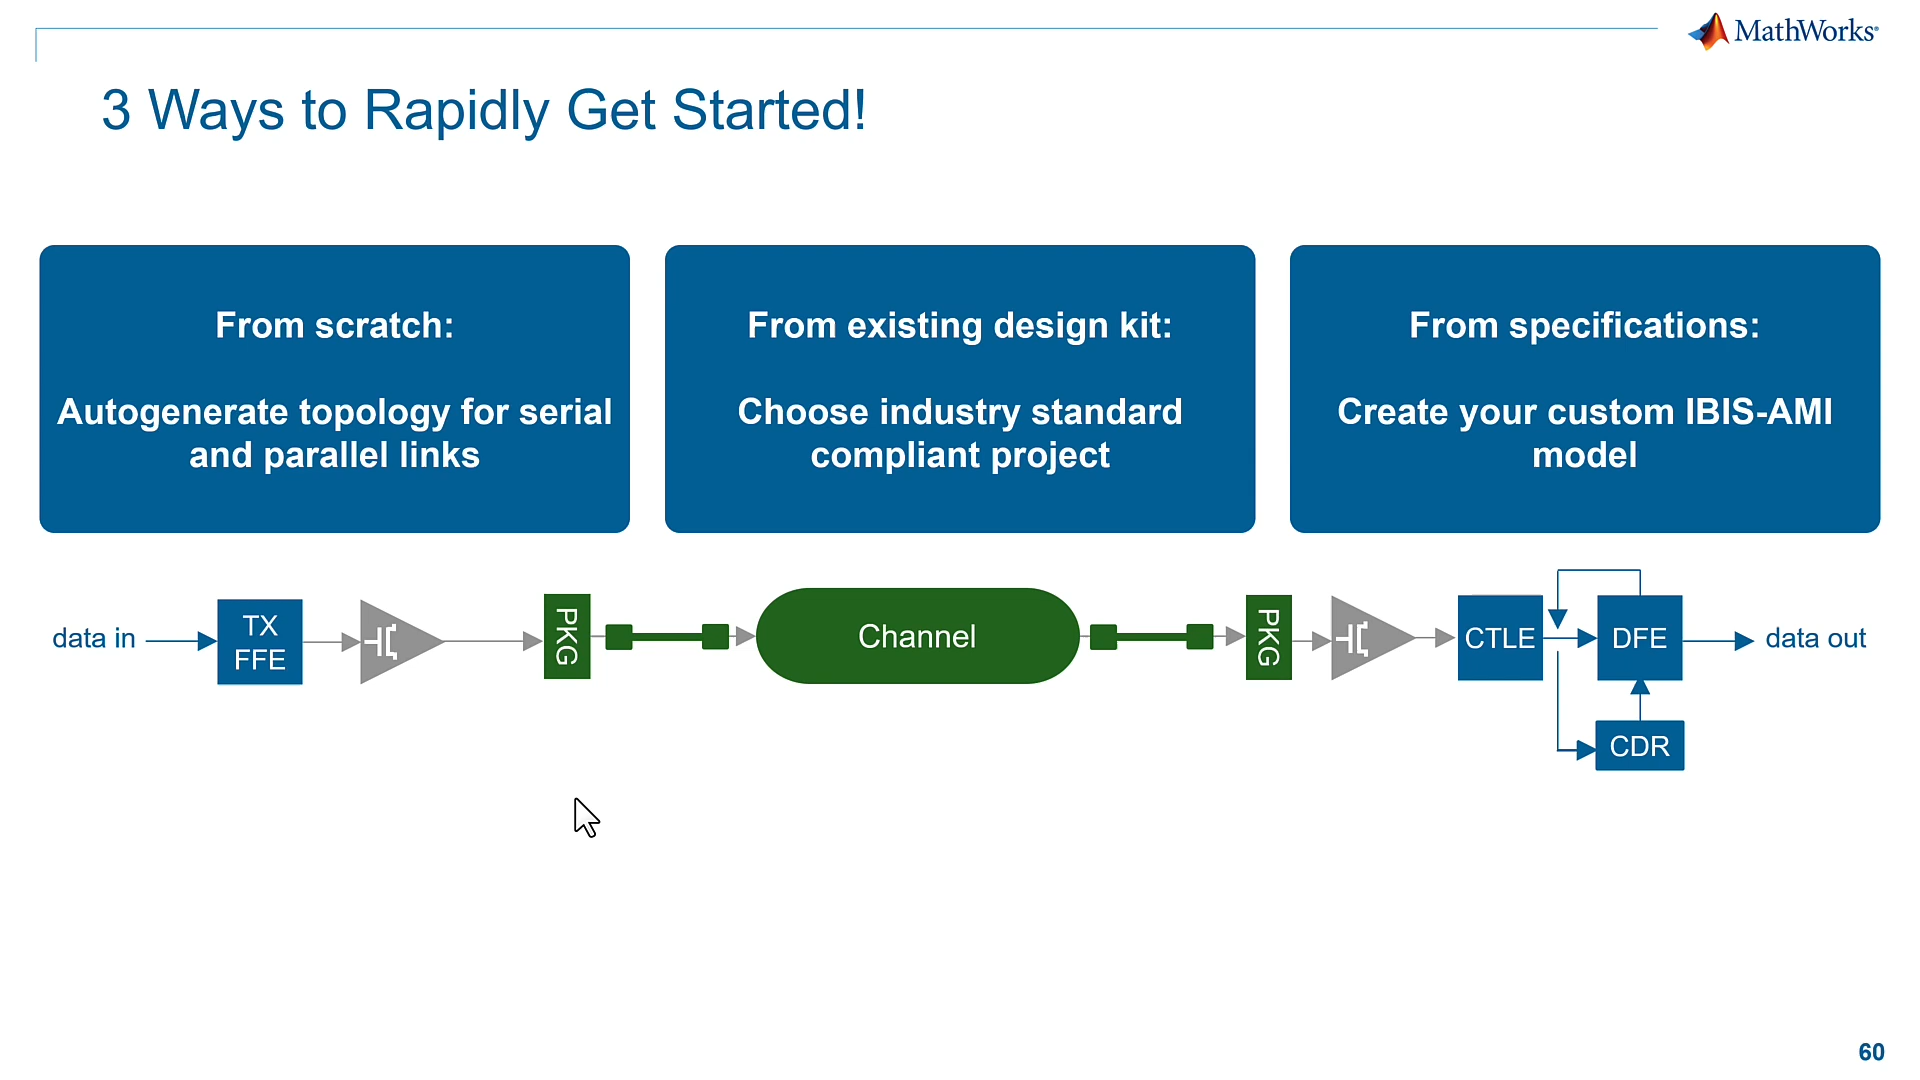 MathWorks®
3 Ways to Rapidly Get Started!
From scratch:
Autogenerate topology for serial
and parallel links
From existing design kit:
Choose industry standard
compliant project
From specifications:
Create your custom IBIS-AMI
model
data in
TX
FFE
PKG
Channel
PKG
CTLE
DFE
data out
CDR
60